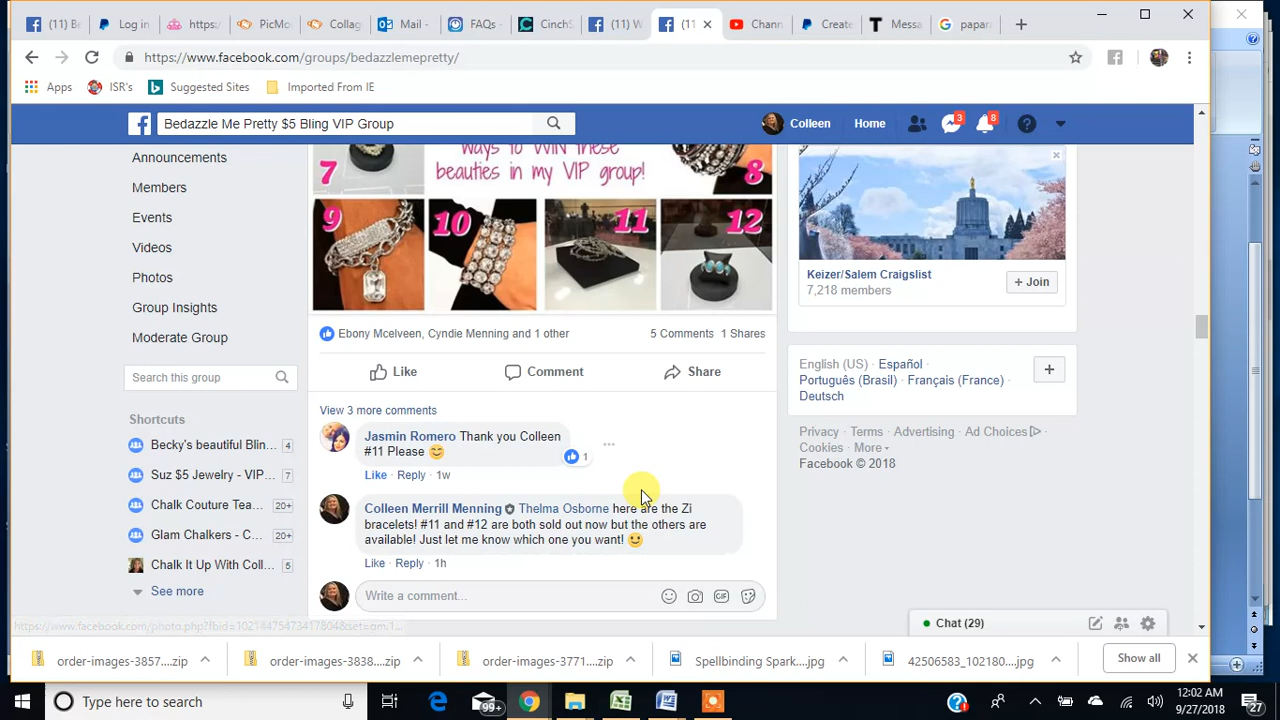 (11) B
Log in
https:
PicMo
Collag
Mail -
FAQs -
CinchS
(11) W
(11
Chann
Create
Messa
papar
https://www.facebook.com/groups/bedazzlemepretty/
Apps
ISR's
Suggested Sites
Imported From IE
Bedazzle Me Pretty $5 Bling VIP Group
Colleen
Home
3
8
Announcements
Members
Events
Videos
Photos
Group Insights
Moderate Group
Search this group
Shortcuts
Becky's beautiful Blin... 4
Suz $5 Jewelry - VIP... 7
Chalk Couture Tea... 20+
Glam Chalkers - C... 20+
Chalk It Up With Coll... 5
See more
7
ways to WIN these
beauties in my VIP group!
8
9
10
11
12
Ebony Mcelveen, Cyndie Menning and 1 other
5 Comments 1 Shares
Like
Comment
Share
View 3 more comments
Jasmin Romero Thank you Colleen
#11 Please
1
Like · Reply · 1w
Colleen Merrill Menning Thelma Osborne here are the Zi
bracelets! #11 and #12 are both sold out now but the others are
available! Just let me know which one you want!
Like · Reply · 1h
Write a comment...
GIF
Keizer/Salem Craigslist
7,218 members
+ Join
English (US) · Español ·
Português (Brasil) · Français (France) ·
Deutsch
Privacy · Terms · Advertising · Ad Choices
Cookies · More
Facebook © 2018
Chat (29)
order-images-3857....zip
order-images-3838....zip
order-images-3771....zip
Spellbinding Spark....jpg
42506583_102180....jpg
Show all
Type here to search
99+
12:02 AM
9/27/2018
27